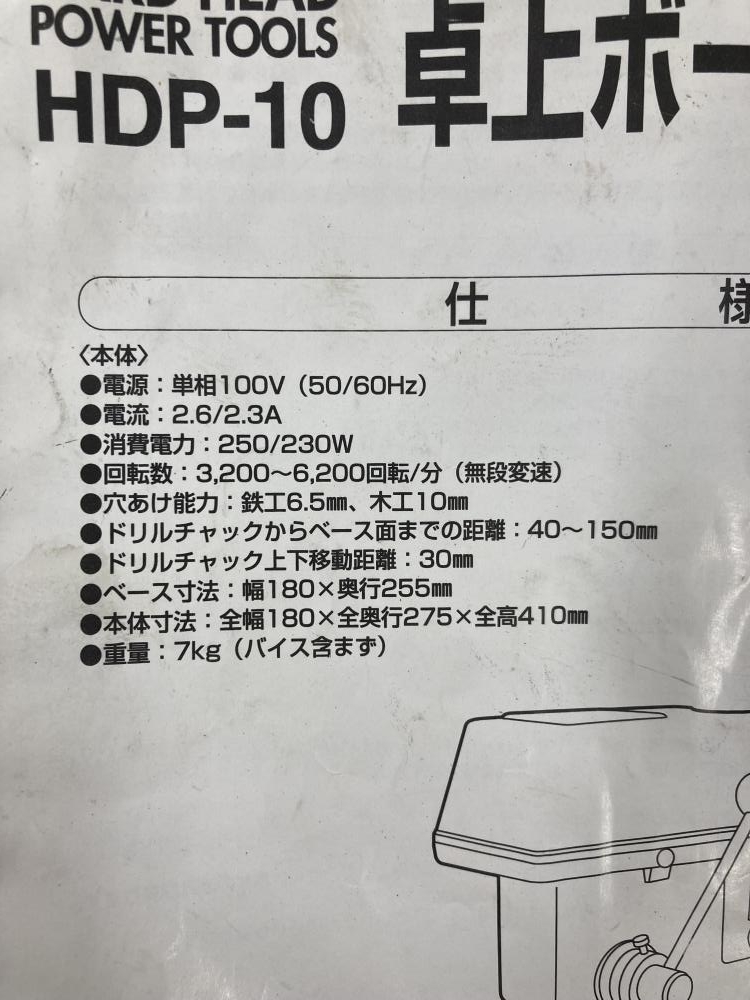 HEAD
POWER TOOLS
HDP-10
卓上ボー
仕様
〈本体〉
●電源：単相100V（50/60Hz）
●電流：2.6/2.3A
●消費電力：250/230W
●回転数：3,200～6,200回転/分（無段変速）
●穴あけ能力：鉄工6.5㎜、木工10㎜
●ドリルチャックからベース面までの距離：40～150㎜
●ドリルチャック上下移動距離：30㎜
●ベース寸法：幅180×奥行255㎜
●本体寸法：全幅180×全奥行275×全高410㎜
●重量：7kg（バイス含まず）